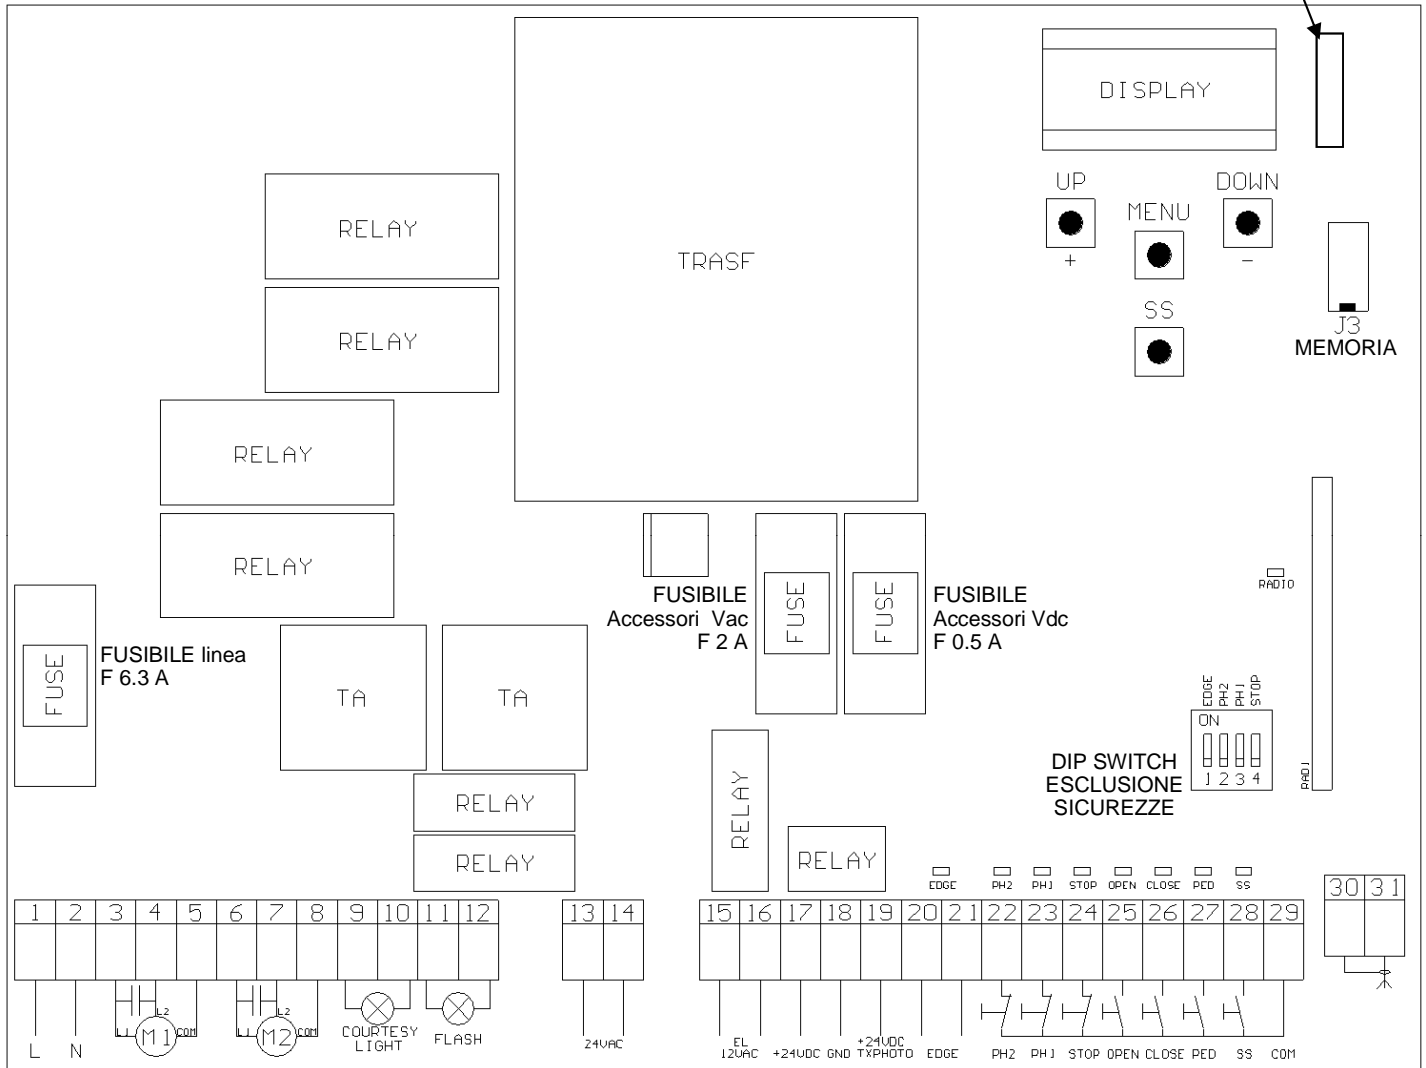 DISPLAY
UP
DOWN
MENU
+
-
SS
J3
MEMORIA
RELAY
RELAY
TRASF
RELAY
RELAY
FUSE
FUSIBILE linea
F 6.3 A
TA
TA
FUSIBILE
Accessori Vac
F 2 A
FUSE
FUSE
FUSIBILE
Accessori Vdc
F 0.5 A
RADIO
EDGE PH2 PH1 STOP
ON
1 2 3 4
DIP SWITCH
ESCLUSIONE
SICUREZZE
RADI
RELAY
RELAY
RELAY
RELAY
EDGE PH2 PH1 STOP OPEN CLOSE PED SS
1 2 3 4 5 6 7 8 9 10 11 12
13 14
15 16 17 18 19 20 21 22 23 24 25 26 27 28 29
30 31
L N
L1 L2 M1 COM
L1 L2 M2 COM
COURTESY
LIGHT
FLASH
24VAC
EL
12VAC
+24VDC
GND
+24VDC
TXPHOTO
EDGE
PH2 PH1 STOP OPEN CLOSE PED SS COM